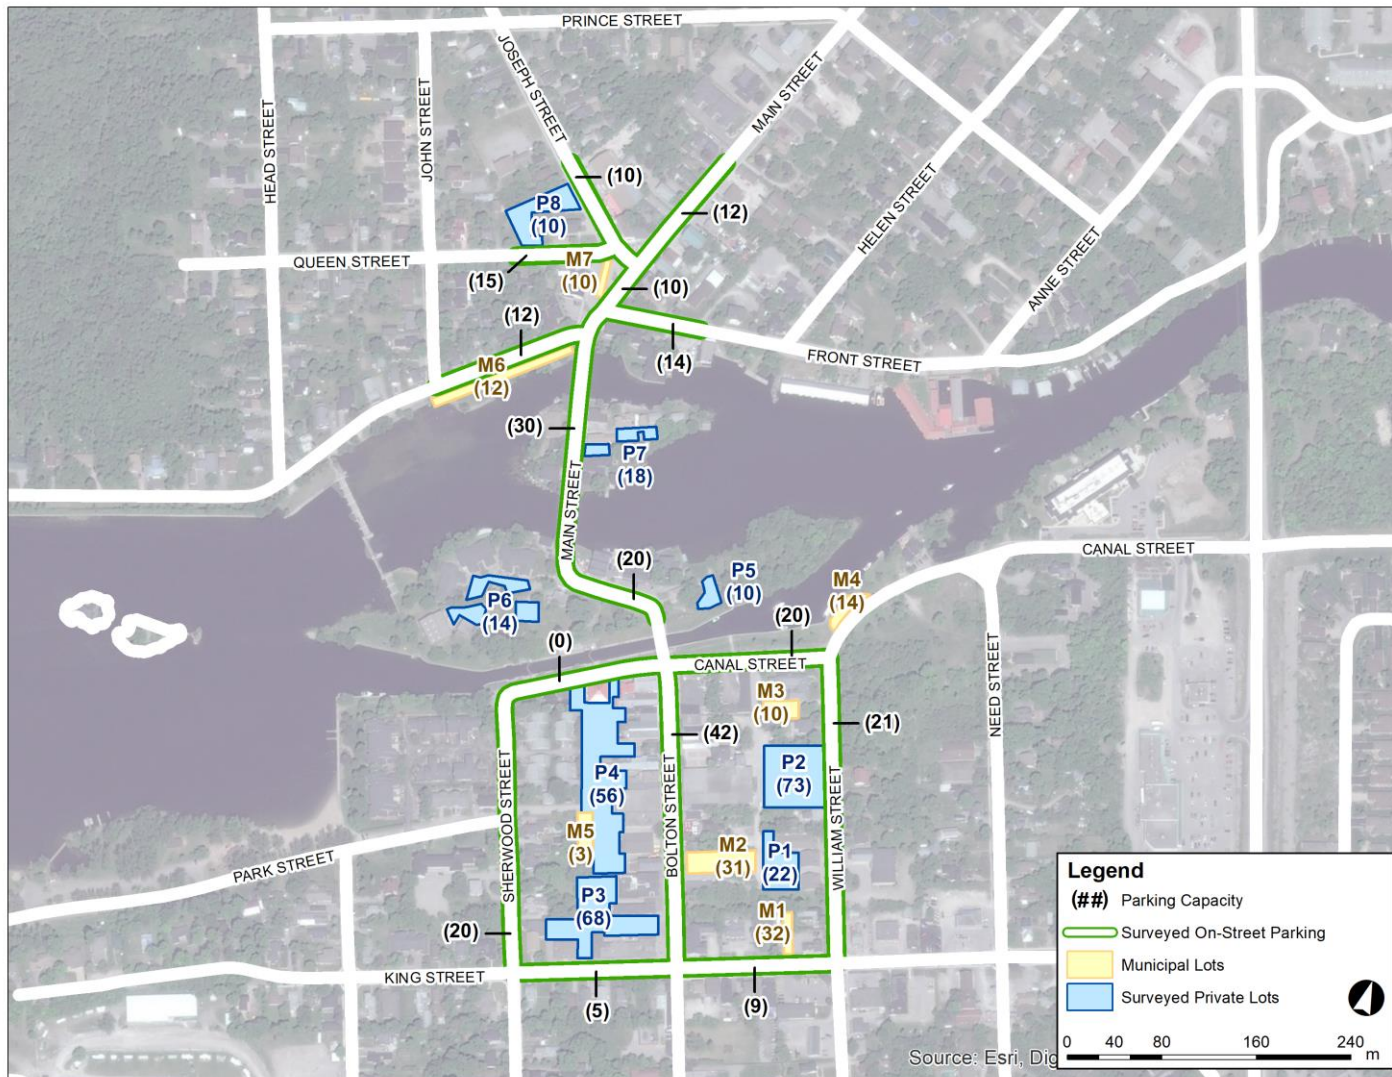 PRINCE STREET
JOSEPH STREET
MAIN STREET
HEAD STREET
JOHN STREET
(10)
P8
(10)
(12)
HELEN STREET
QUEEN STREET
M7
(10)
(15)
(10)
ANNE STREET
(12)
(14)
FRONT STREET
M6
(12)
(30)
P7
(18)
MAIN STREET
CANAL STREET
(20)
P5
(10)
M4
(14)
P6
(14)
(0)
(20)
CANAL STREET
M3
(10)
(21)
NEED STREET
(42)
P4
(56)
P2
(73)
SHERWOOD STREET
BOLTON STREET
WILLIAM STREET
M5
(3)
M2
(31)
P1
(22)
PARK STREET
P3
(68)
M1
(32)
(20)
KING STREET
(5)
(9)
Legend
(##) Parking Capacity
Surveyed On-Street Parking
Municipal Lots
Surveyed Private Lots
0 40 80 160 240
m
Source: Esri, Dig